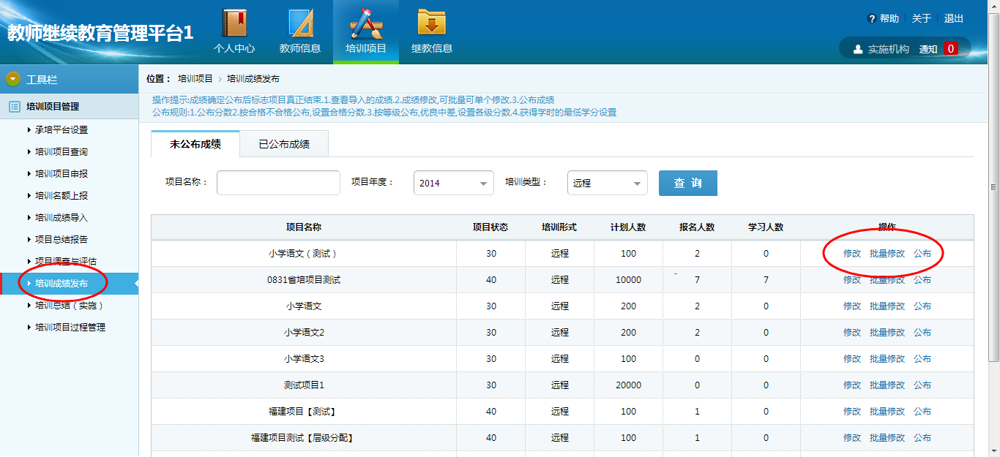 教师继续教育管理平台1
个人中心 教师信息 培训项目 继教信息
帮助 关于 退出
实施机构 通知 0
工具栏
培训项目管理
承培平台设置
培训项目查询
培训项目申报
培训名额上报
培训成绩导入
项目总结报告
项目调查与评估
培训成绩发布
培训总结（实施）
培训项目过程管理
位置： 培训项目 › 培训成绩发布
操作提示:成绩确定公布后标志项目真正结束.1.查看导入的成绩.2.成绩修改,可批量可单个修改.3.公布成绩
公布规则:1.公布分数2.按合格不合格公布,设置合格分数.3.按等级公布,优良中差,设置各级分数.4.获得学时的最低学分设置
未公布成绩 已公布成绩
项目名称： 项目年度： 2014 培训类型： 远程 查 询
项目名称 项目状态 培训形式 计划人数 报名人数 学习人数 操作
小学语文（测试） 30 远程 100 2 0 修改 批量修改 公布
0831省培项目测试 40 远程 10000 7 7 修改 批量修改 公布
小学语文 30 远程 200 2 0 修改 批量修改 公布
小学语文2 30 远程 200 2 0 修改 批量修改 公布
小学语文3 30 远程 100 0 0 修改 批量修改 公布
测试项目1 30 远程 20000 0 0 修改 批量修改 公布
福建项目【测试】 40 远程 100 1 0 修改 批量修改 公布
福建项目测试【层级分配】 40 远程 100 1 0 修改 批量修改 公布